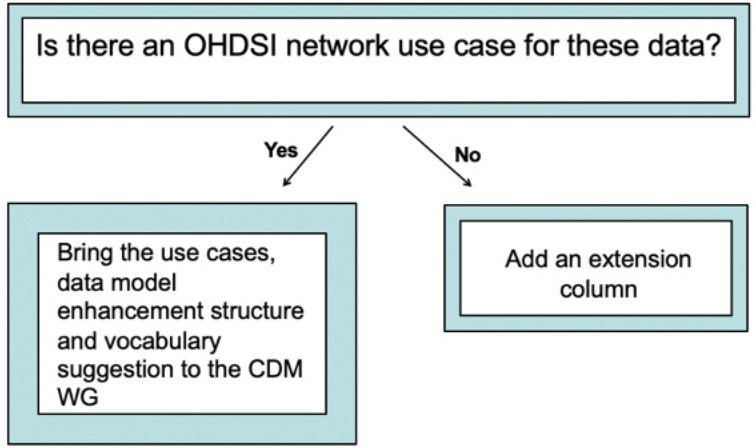 Is there an OHDSI network use case for these data?
Yes
No
Bring the use cases,
data model
enhancement structure
and vocabulary
suggestion to the CDM
WG
Add an extension
column